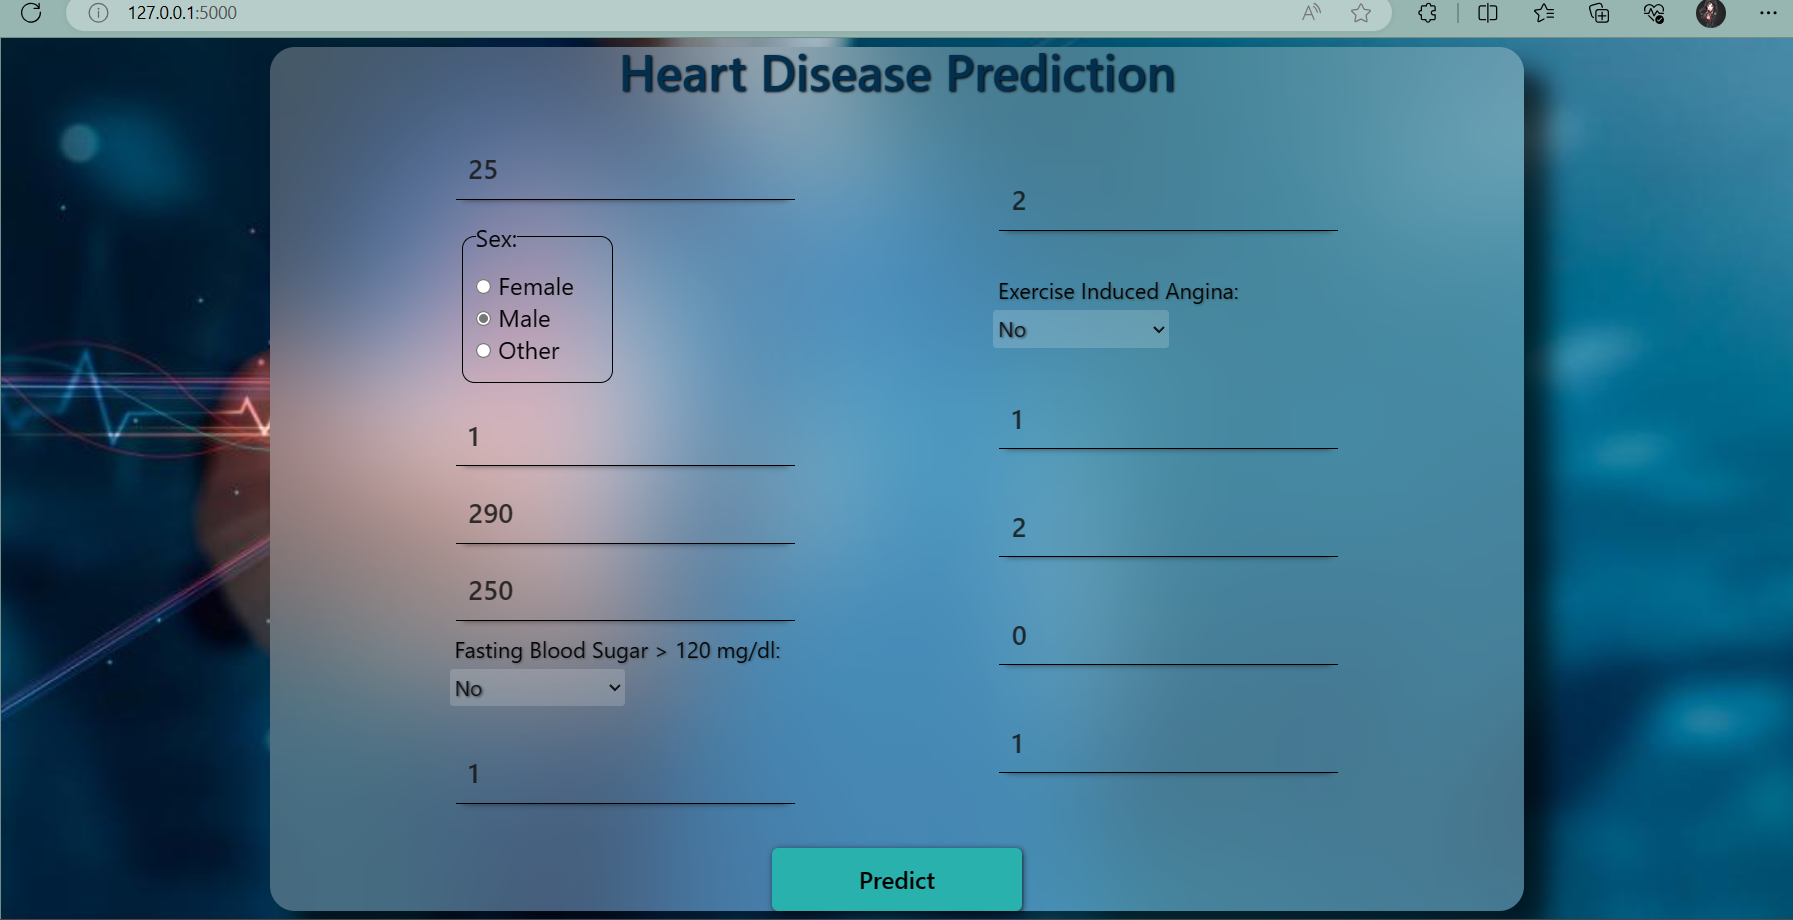 127.0.0.1:5000
Heart Disease Prediction
25
Sex:
Female
Male
Other
1
290
250
Fasting Blood Sugar > 120 mg/dl:
No
1
2
Exercise Induced Angina:
No
1
2
0
1
Predict